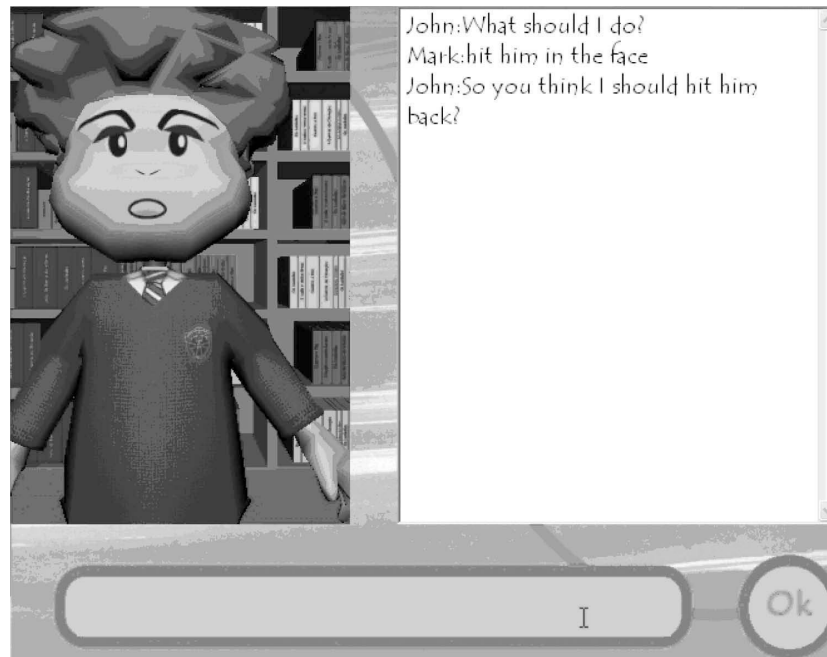 John:What should I do?
Mark:hit him in the face
John:So you think I should hit him
back?
Ok